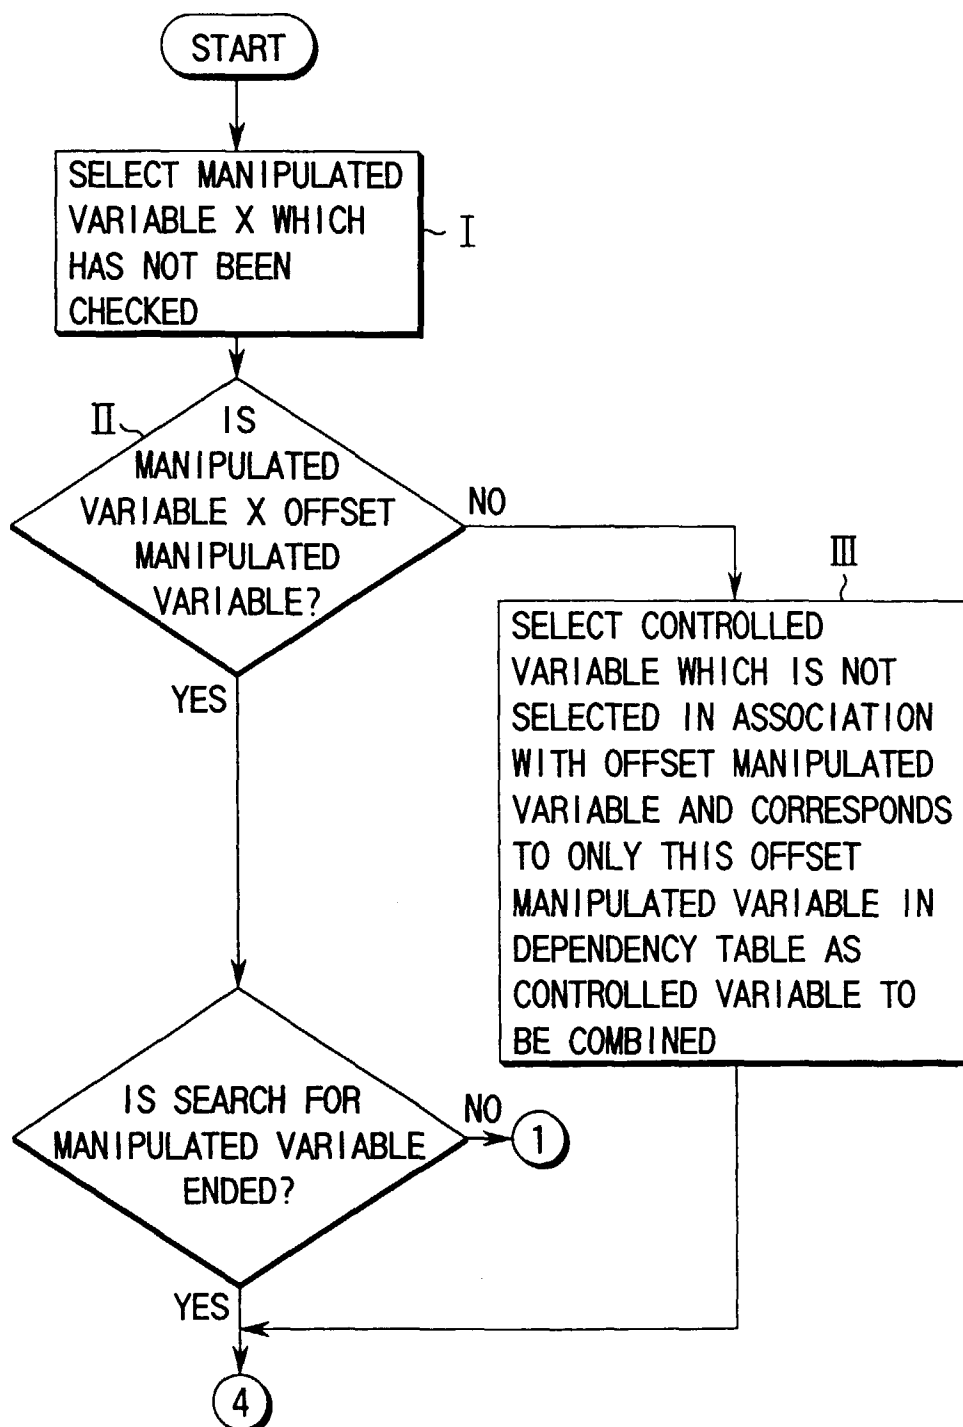 START
SELECT MANIPULATED
VARIABLE X WHICH
HAS NOT BEEN
CHECKED
I
II
IS
MANIPULATED
VARIABLE X OFFSET
MANIPULATED
VARIABLE?
NO
YES
III
SELECT CONTROLLED
VARIABLE WHICH IS NOT
SELECTED IN ASSOCIATION
WITH OFFSET MANIPULATED
VARIABLE AND CORRESPONDS
TO ONLY THIS OFFSET
MANIPULATED VARIABLE IN
DEPENDENCY TABLE AS
CONTROLLED VARIABLE TO
BE COMBINED
IS SEARCH FOR
MANIPULATED VARIABLE
ENDED?
NO
1
YES
4